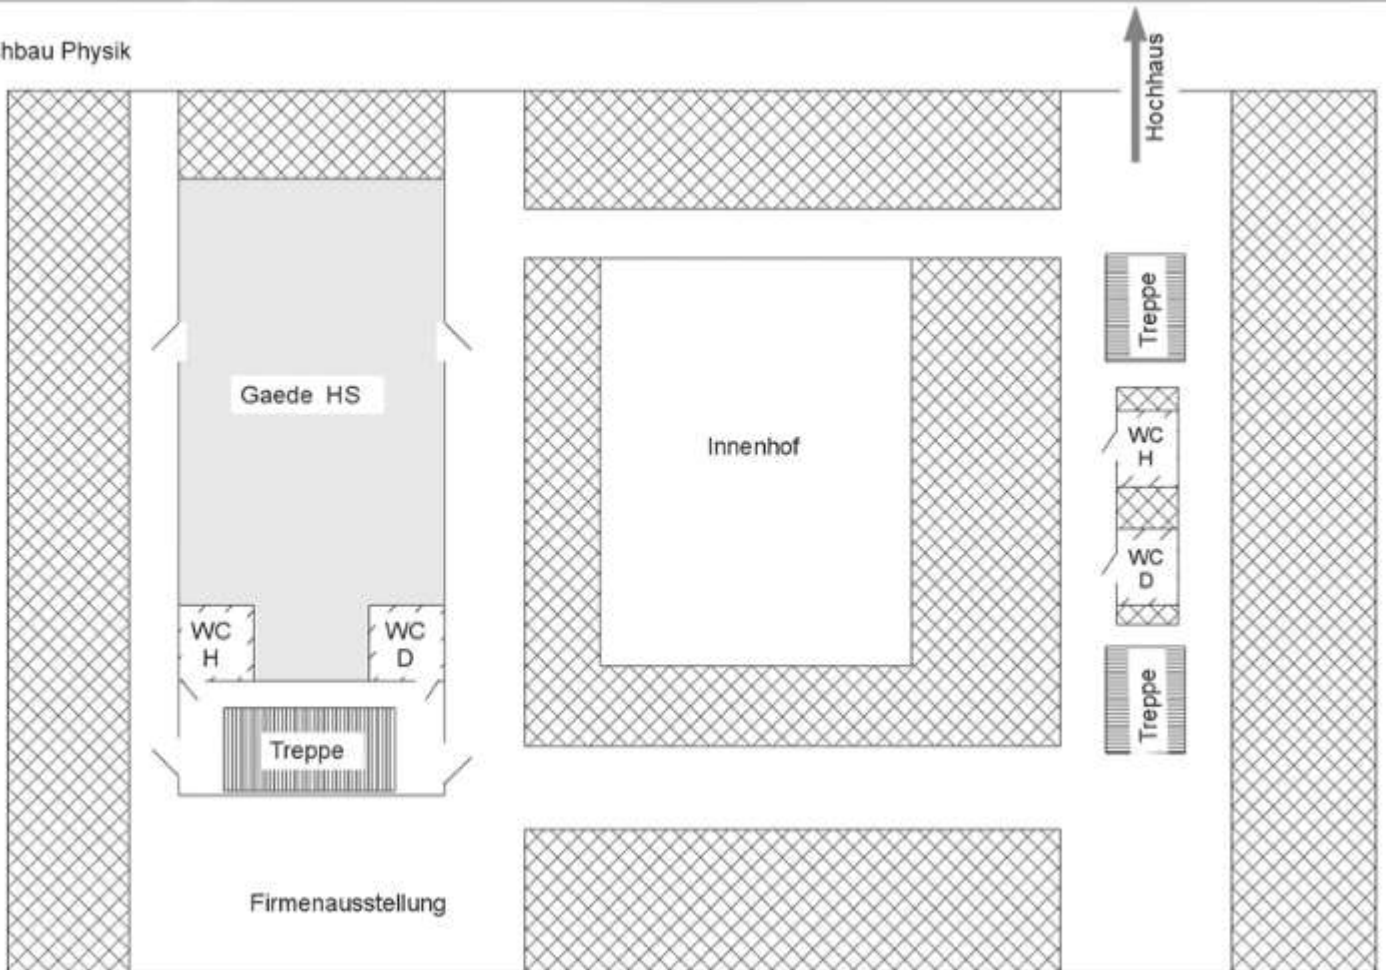 hbau Physik
Hochhaus
Treppe
Gaede HS
Innenhof
WC
H
WC
D
WC
H
WC
D
Treppe
Treppe
Firmenausstellung